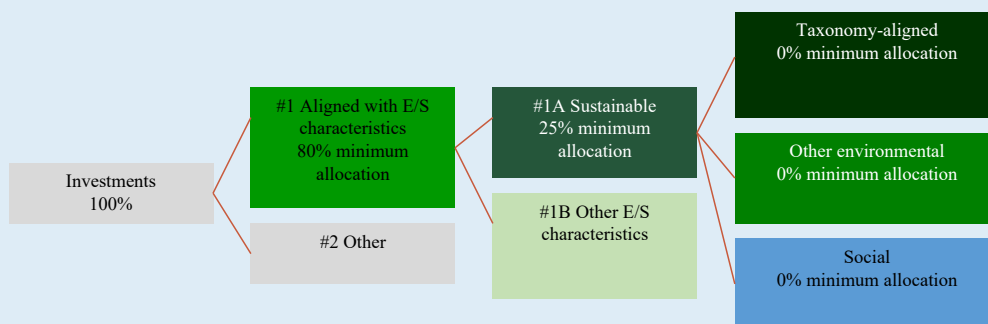 Investments
100%
#1 Aligned with E/S
characteristics
80% minimum
allocation
#2 Other
#1A Sustainable
25% minimum
allocation
#1B Other E/S
characteristics
Taxonomy-aligned
0% minimum allocation
Other environmental
0% minimum allocation
Social
0% minimum allocation